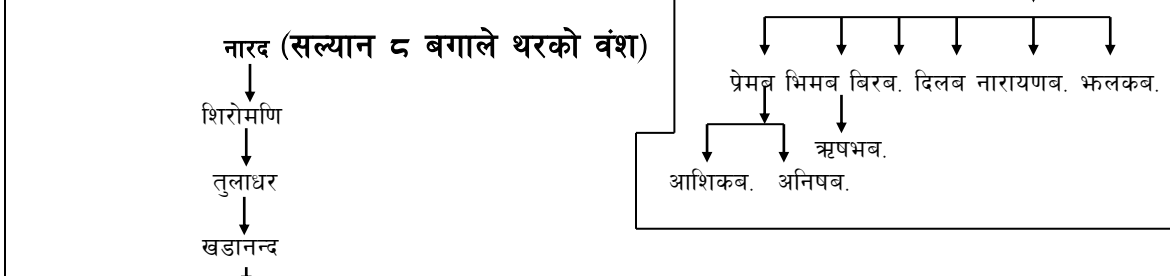 नारद (सल्यान ८ बगाले थरको वंश)
शिरोमणि
तुलाधर
खडानन्द
प्रेमब भिमब बिरब. दिलब नारायणब. झलकब.
ऋषभब.
आशिकब. अनिषब.